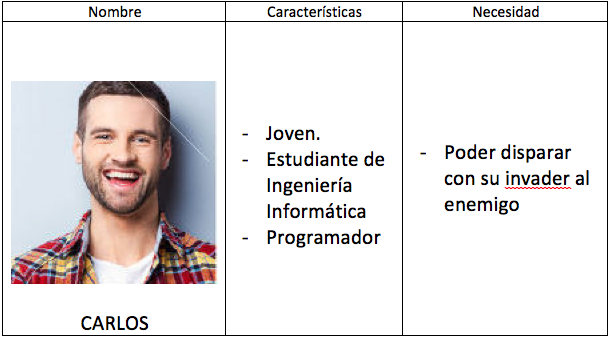 Nombre
Características
Necesidad
CARLOS
- Joven.
- Estudiante de
Ingeniería
Informática
- Programador
- Poder disparar
con su invader al
enemigo